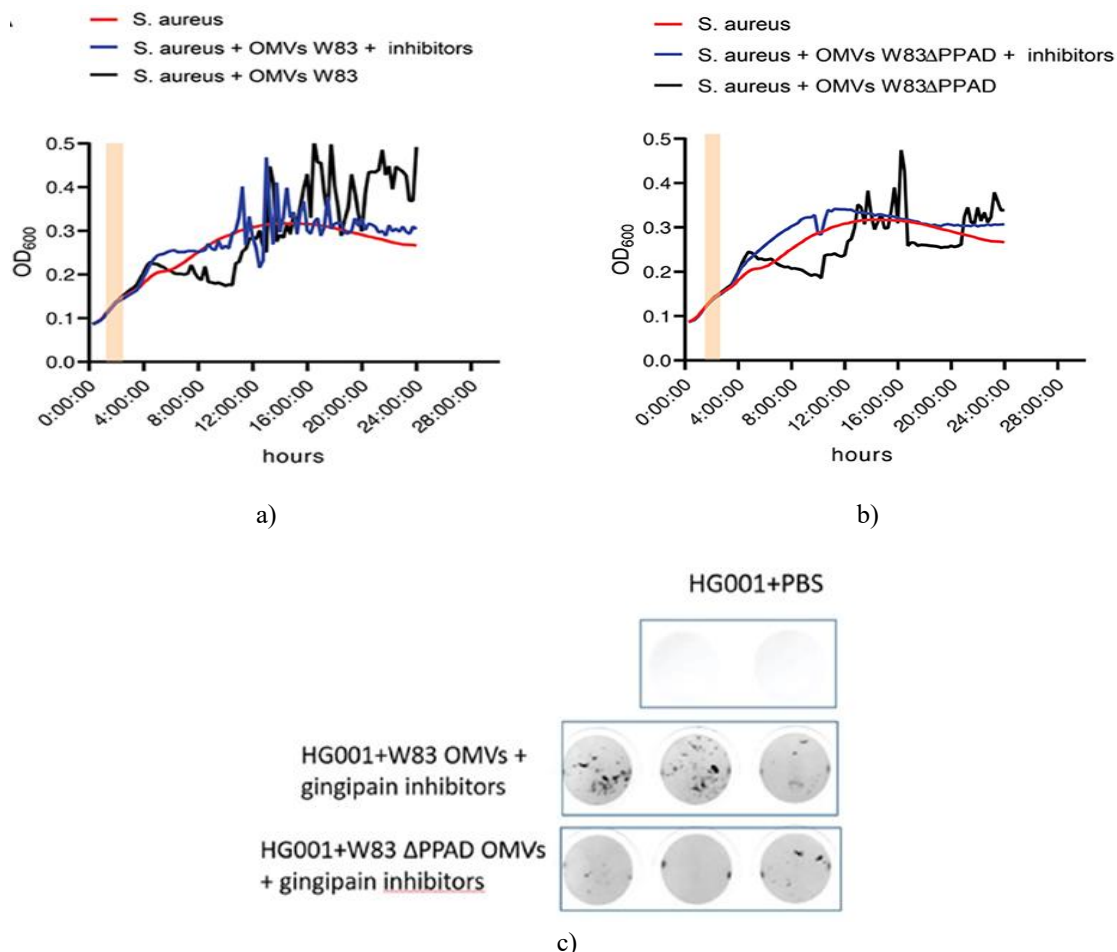 S. aureus
S. aureus + OMVs W83 + inhibitors
S. aureus + OMVs W83
OD600
0.5
0.4
0.3
0.2
0.1
0.0
0:00:00
4:00:00
8:00:00
12:00:00
16:00:00
20:00:00
24:00:00
28:00:00
hours
a)
S. aureus
S. aureus + OMVs W83ΔPPAD + inhibitors
S. aureus + OMVs W83ΔPPAD
OD600
0.5
0.4
0.3
0.2
0.1
0.0
0:00:00
4:00:00
8:00:00
12:00:00
16:00:00
20:00:00
24:00:00
28:00:00
hours
b)
HG001+PBS
HG001+W83 OMVs +
gingipain inhibitors
HG001+W83 ΔPPAD OMVs
+ gingipain inhibitors
c)